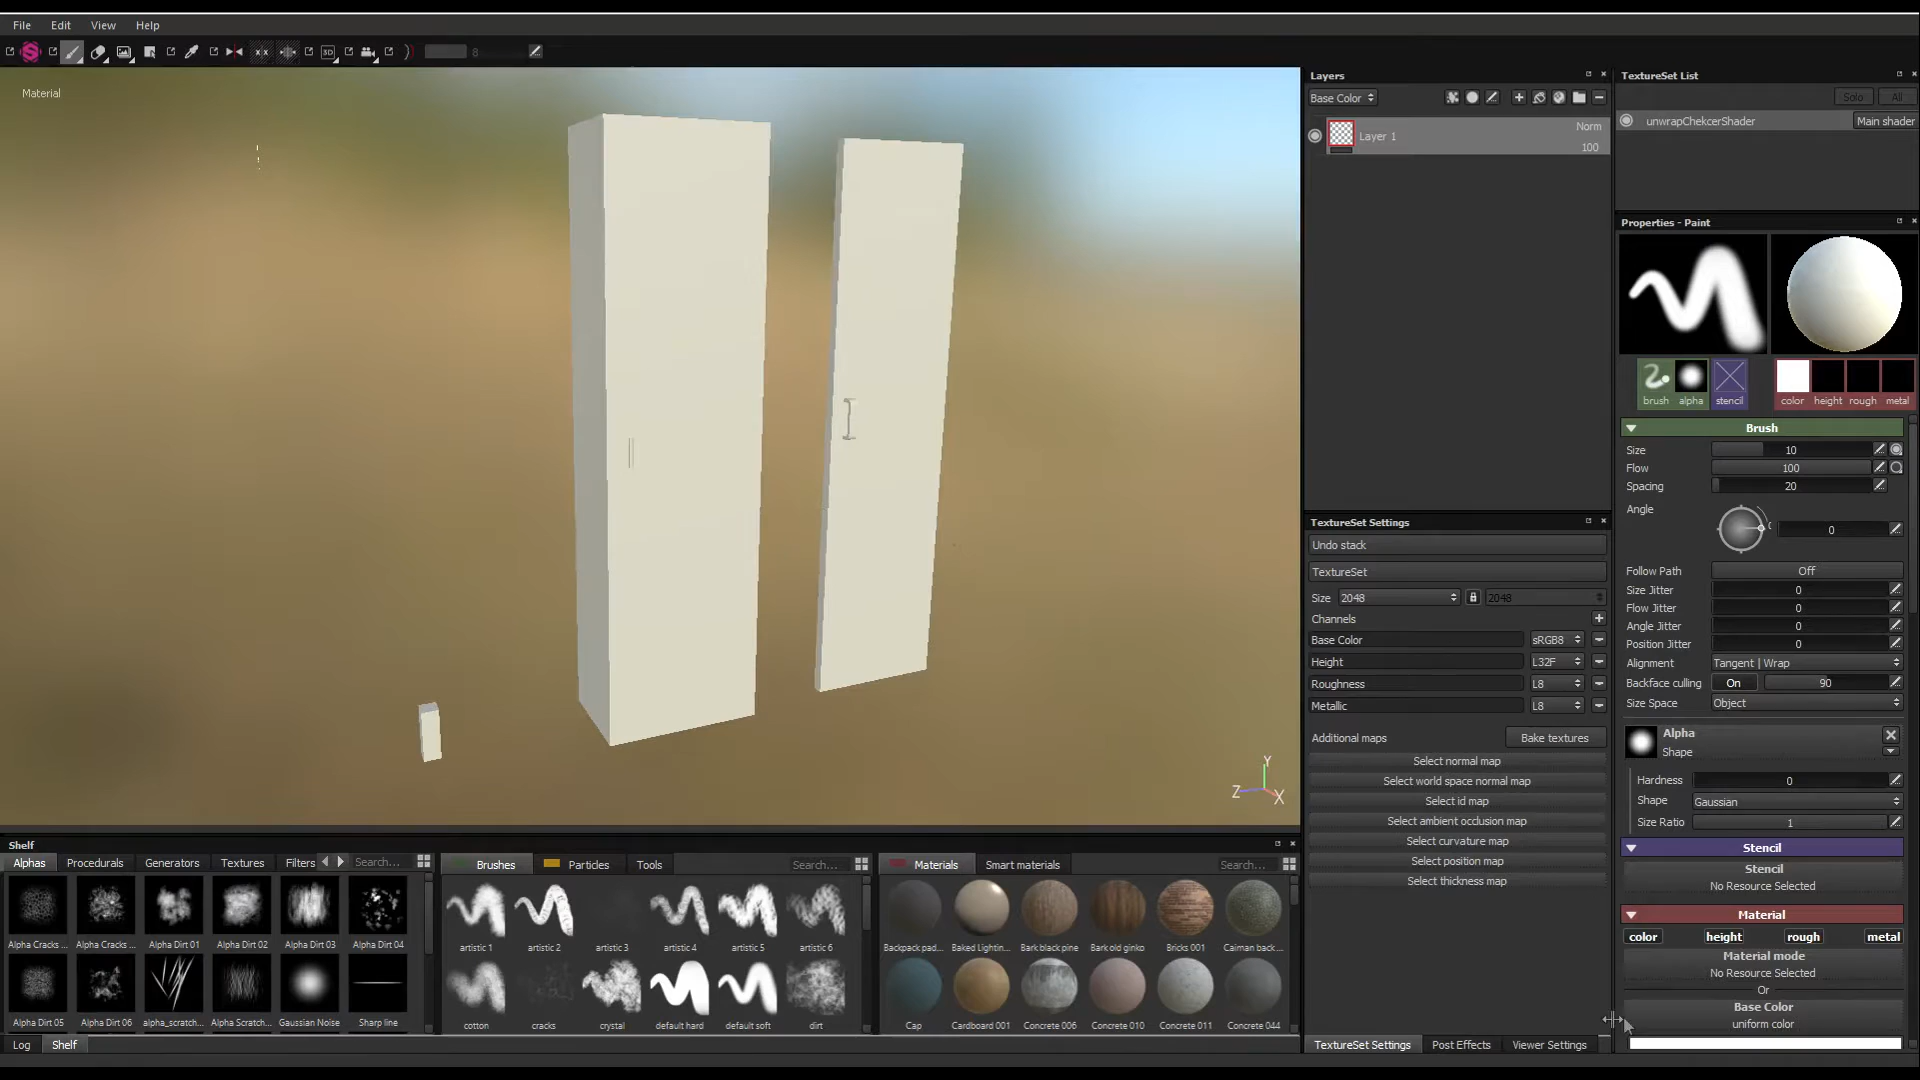 File Edit View Help
8
Material
Layers
Base Color
Layer 1
Norm
100
TextureSet List
Solo All
unwrapChekcerShader Main shader
Properties - Paint
brush alpha stencil color height rough metal
Brush
Size 10
Flow 100
Spacing 20
Angle 0
Follow Path Off
Size Jitter 0
Flow Jitter 0
Angle Jitter 0
Position Jitter 0
Alignment Tangent | Wrap
Backface culling On 90
Size Space Object
Alpha
Shape
Hardness 0
Shape Gaussian
Size Ratio 1
Stencil
Stencil
No Resource Selected
Material
color height rough metal
Material mode
No Resource Selected
Or
Base Color
uniform color
TextureSet Settings
Undo stack
TextureSet
Size 2048 2048
Channels
Base Color sRGB8
Height L32F
Roughness L8
Metallic L8
Additional maps Bake textures
Select normal map
Select world space normal map
Select id map
Select ambient occlusion map
Select curvature map
Select position map
Select thickness map
TextureSet Settings Post Effects Viewer Settings
Y
Z X
Shelf
Alphas Procedurals Generators Textures Filters Search...
Alpha Cracks ... Alpha Cracks ... Alpha Dirt 01 Alpha Dirt 02 Alpha Dirt 03 Alpha Dirt 04
Alpha Dirt 05 Alpha Dirt 06 alpha_scratch... Alpha Scratch... Gaussian Noise Sharp line
Brushes Particles Tools Search...
artistic 1 artistic 2 artistic 3 artistic 4 artistic 5 artistic 6
cotton cracks crystal default hard default soft dirt
Materials Smart materials Search...
Backpack pad... Baked Lightin... Bark black pine Bark old ginko Bricks 001 Caiman back ...
Cap Cardboard 001 Concrete 006 Concrete 010 Concrete 011 Concrete 044
Log Shelf